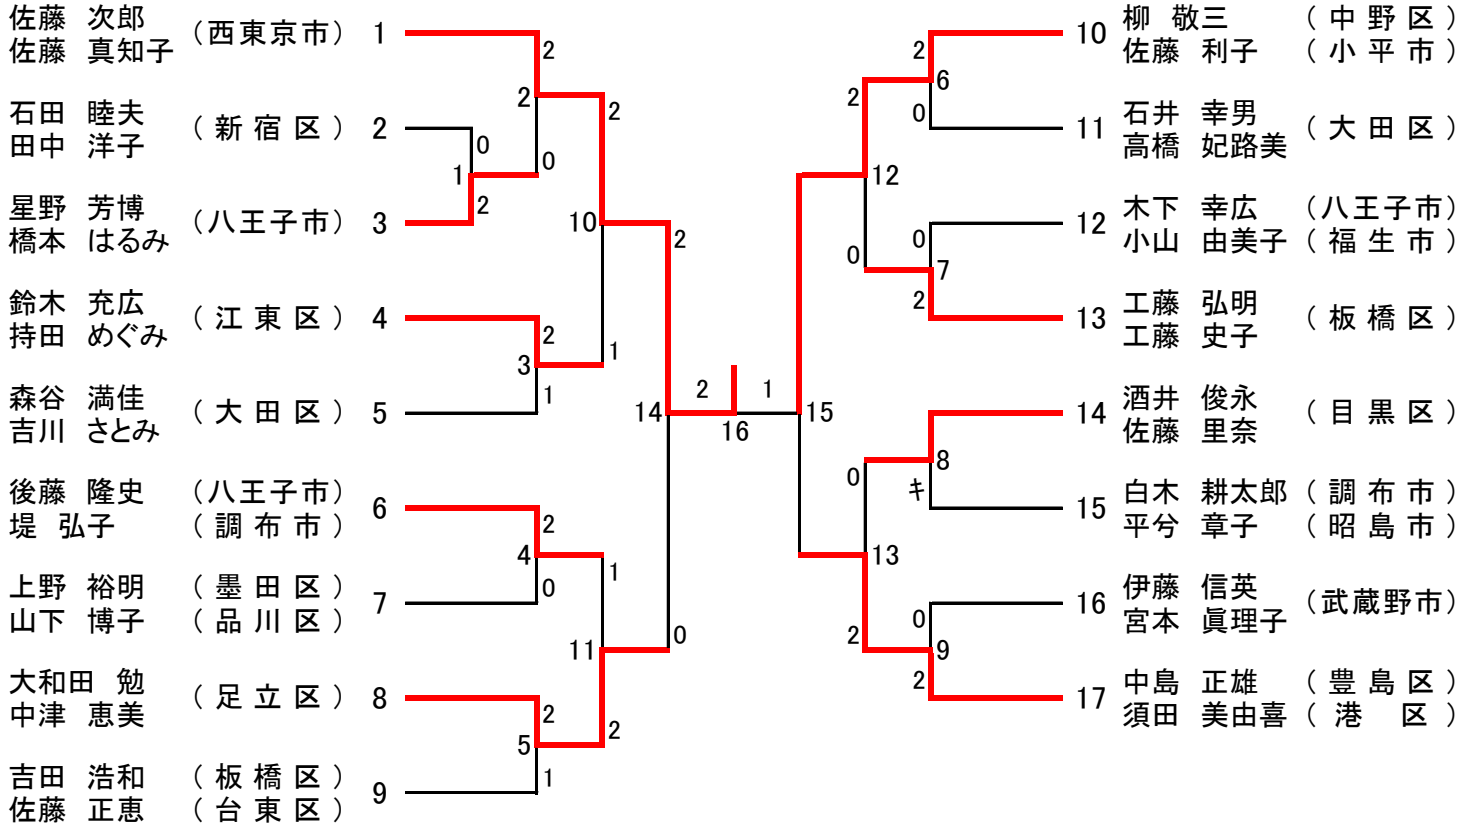 佐藤 次郎
佐藤 真知子
（西東京市） 1
石田 睦夫
田中 洋子
（新宿区） 2
星野 芳博
橋本 はるみ
（八王子市） 3
鈴木 充広
持田 めぐみ
（江東区） 4
森谷 満佳
吉川 さとみ
（大田区） 5
後藤 隆史 （八王子市）
堤 弘子 （調布市）
6
上野 裕明 （墨田区）
山下 博子 （品川区）
7
大和田 勉
中津 恵美
（足立区） 8
吉田 浩和 （板橋区）
佐藤 正恵 （台東区）
9
2
2
2
0
0
1
2
10
2
2
3
1
1
14
2
4
0
1
11
0
2
5
2
1
2
1
16
15
2
6
2
0
12
0
0
7
2
8
0
キ
13
0
2
9
2
10 柳 敬三 （中野区）
佐藤 利子 （小平市）
11 石井 幸男
高橋 妃路美
（大田区）
12 木下 幸広 （八王子市）
小山 由美子 （福生市）
13 工藤 弘明
工藤 史子
（板橋区）
14 酒井 俊永
佐藤 里奈
（目黒区）
15 白木 耕太郎 （調布市）
平兮 章子 （昭島市）
16 伊藤 信英
宮本 眞理子
（武蔵野市）
17 中島 正雄 （豊島区）
須田 美由喜 （港 区）